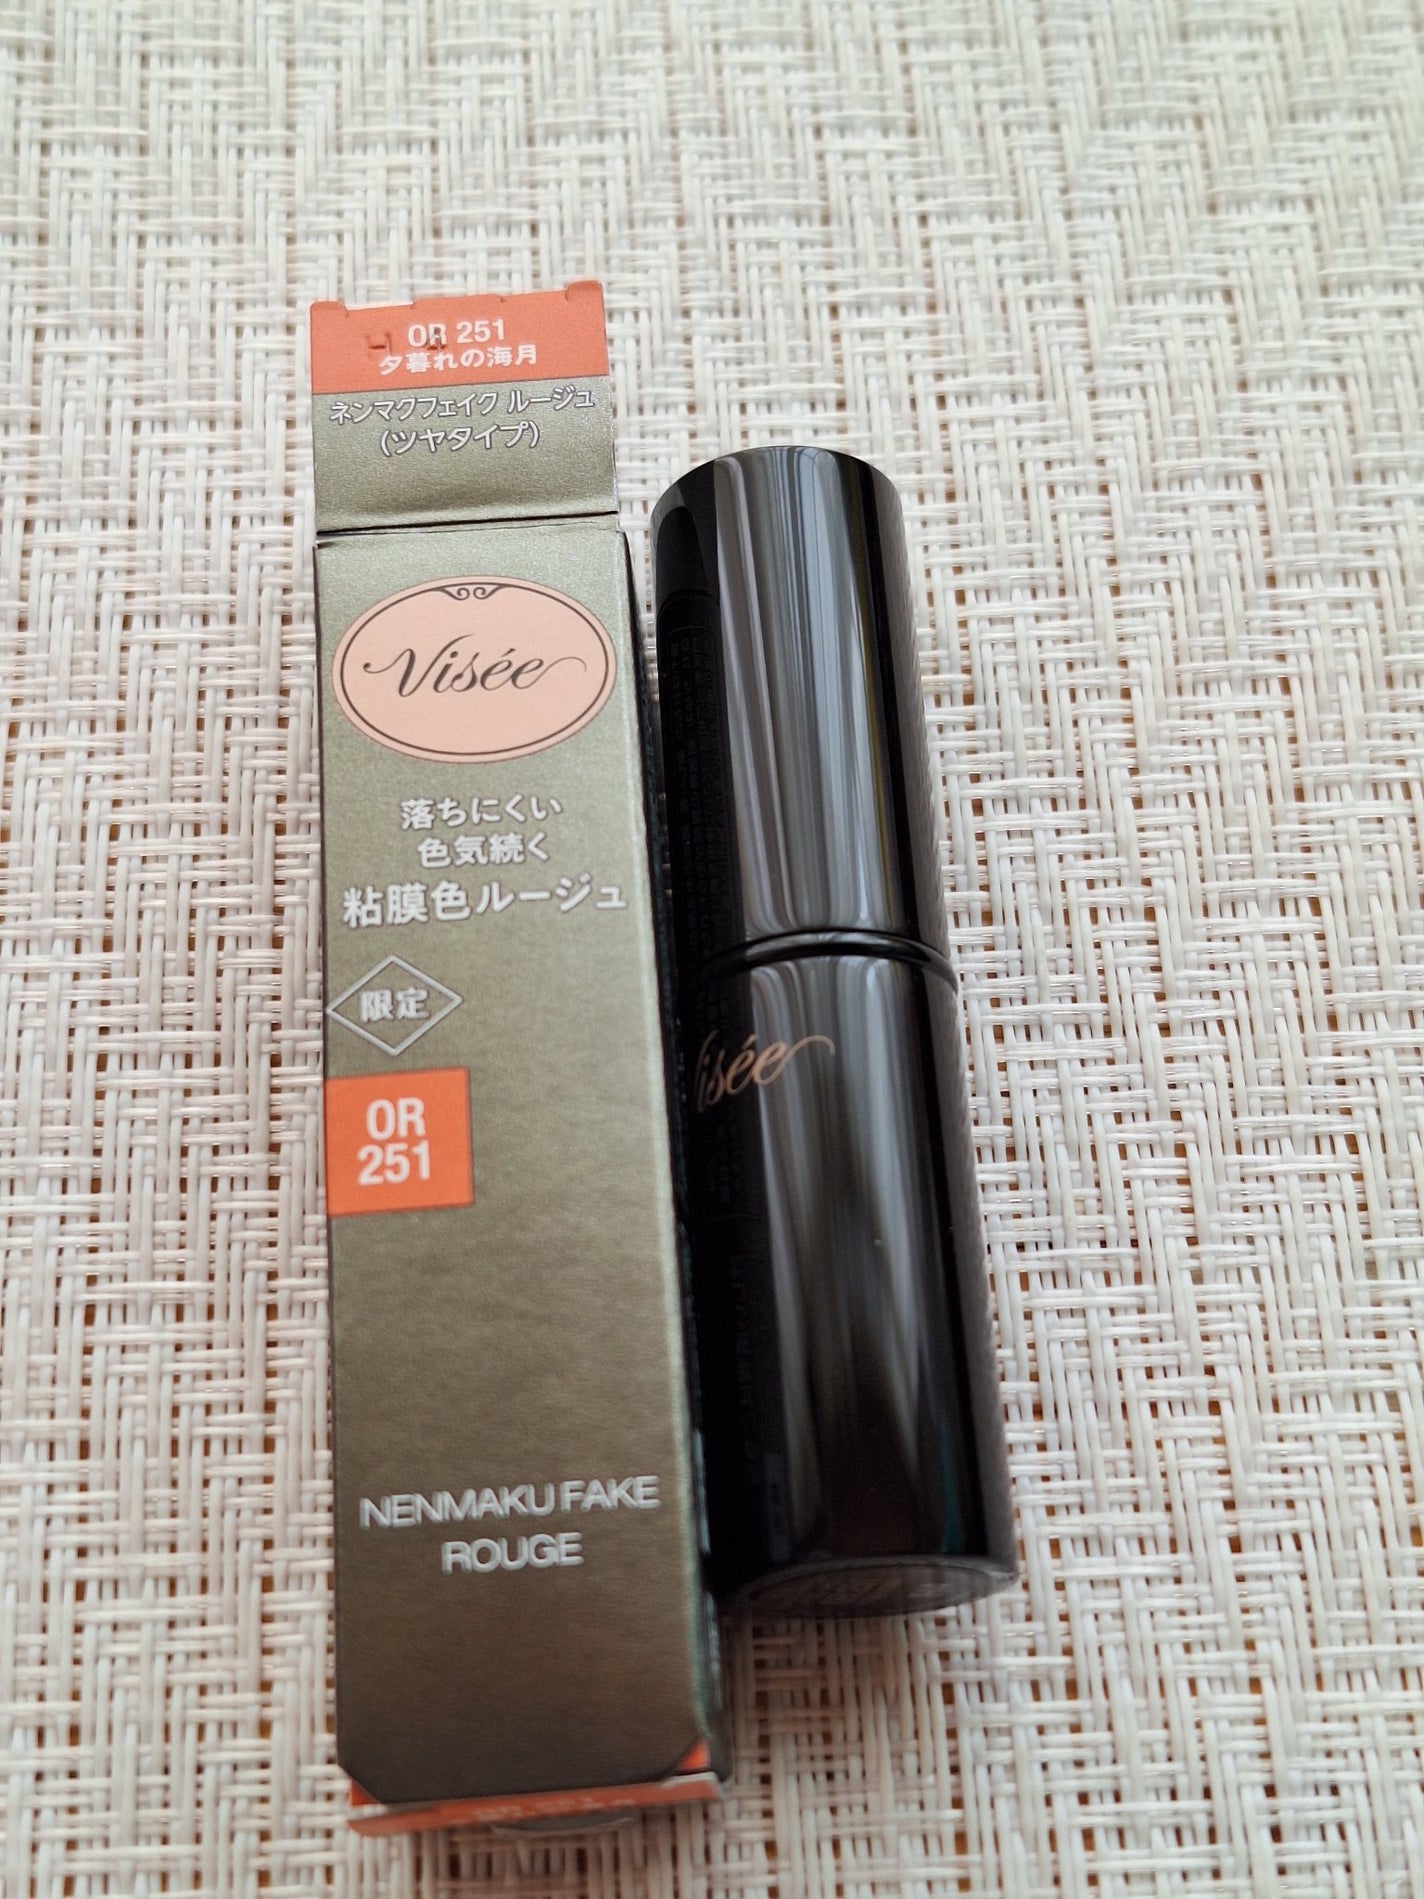 OR 251
夕暮れの海月
ネンマクフェイク ルージュ
(ツヤタイプ)
Visée
落ちにくい
色気続く
粘膜色ルージュ
限定
OR
251
NENMAKU FAKE
ROUGE
Visée